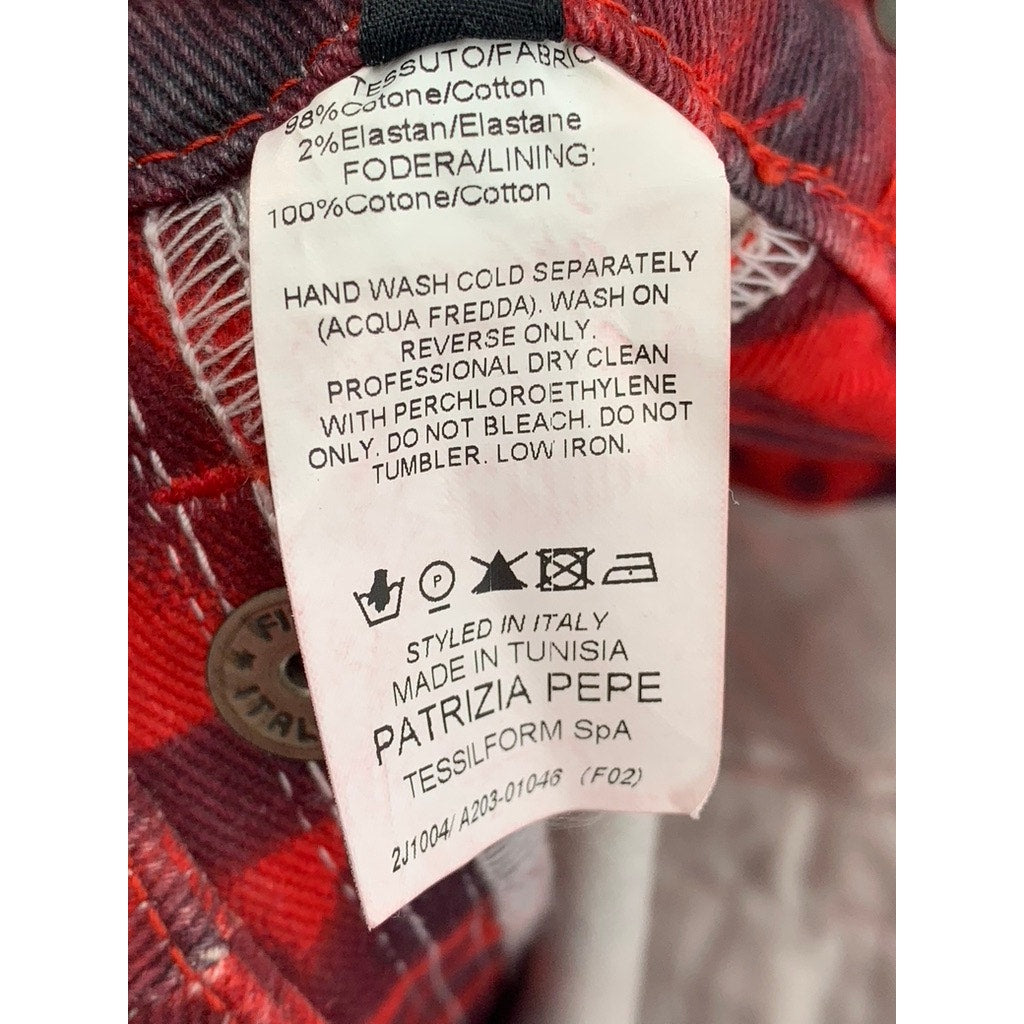 TESSUTO/FABRIC
98%Cotone/Cotton
2%Elastan/Elastane
FODERA/LINING:
100%Cotone/Cotton
HAND WASH COLD SEPARATELY
(ACQUA FREDDA). WASH ON
REVERSE ONLY.
PROFESSIONAL DRY CLEAN
WITH PERCHLOROETHYLENE
ONLY. DO NOT BLEACH. DO NOT
TUMBLER. LOW IRON.
P
STYLED IN ITALY
MADE IN TUNISIA
PATRIZIA PEPE
TESSILFORM SpA
2J1004/ A203-01046 (F02)